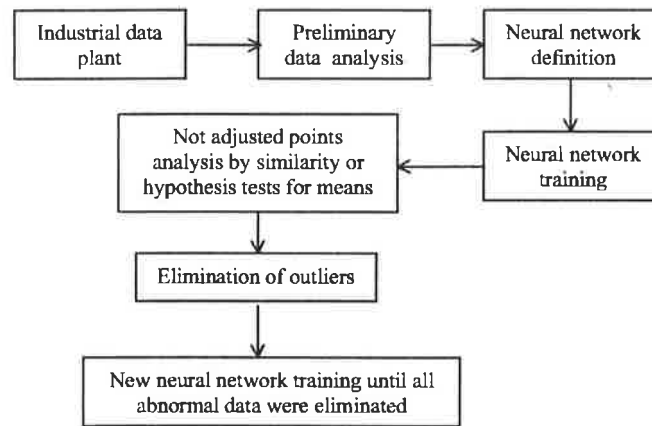 Industrial data
plant
Preliminary
data analysis
Neural network
definition
Not adjusted points
analysis by similarity or
hypothesis tests for means
Neural network
training
Elimination of outliers
New neural network training until all
abnormal data were eliminated